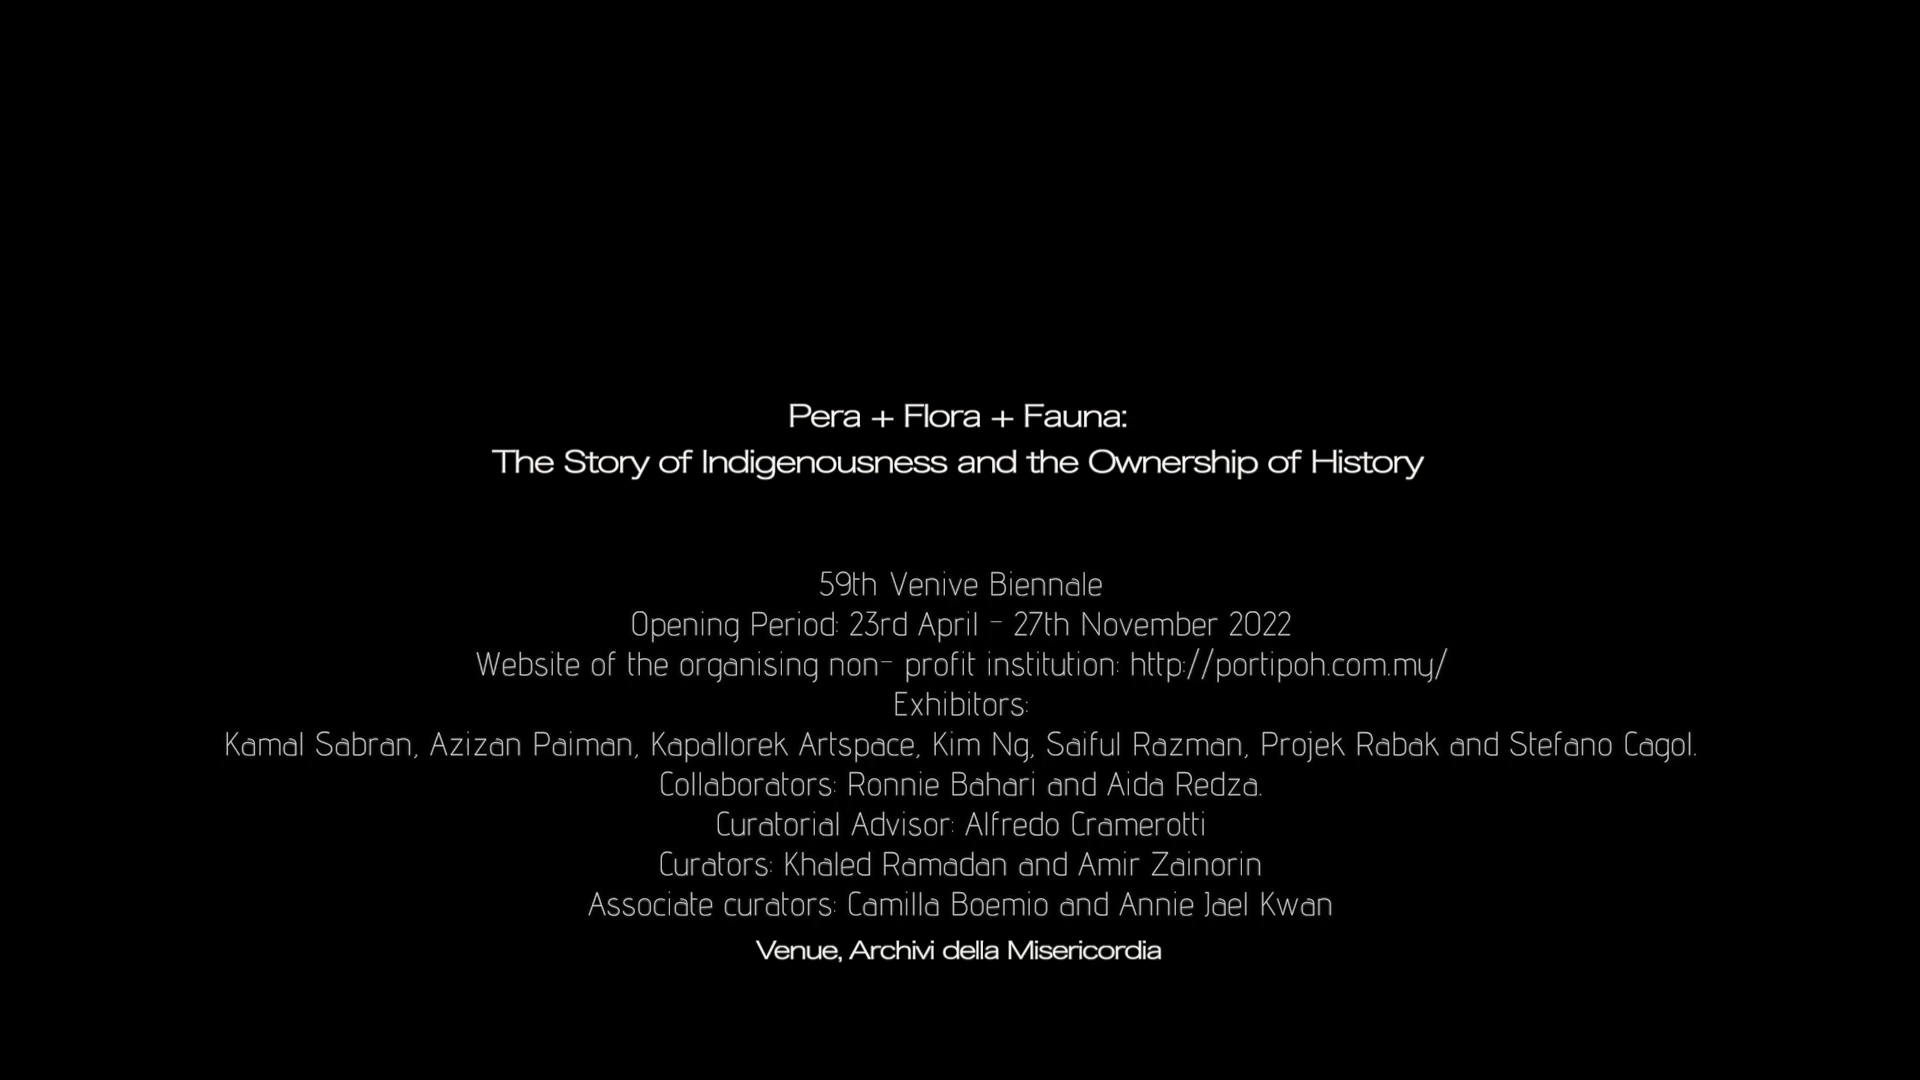 Pera + Flora + Fauna:
The Story of Indigenousness and the Ownership of History
59th Venive Biennale
Opening Period: 23rd April - 27th November 2022
Website of the organising non- profit institution: http://portipoh.com.my/
Exhibitors:
Kamal Sabran, Azizan Paiman, Kapallorek Artspace, Kim Ng, Saiful Razman, Projek Rabak and Stefano Cagol.
Collaborators: Ronnie Bahari and Aida Redza.
Curatorial Advisor: Alfredo Cramerotti
Curators: Khaled Ramadan and Amir Zainorin
Associate curators: Camilla Boemio and Annie Jael Kwan
Venue, Archivi della Misericordia